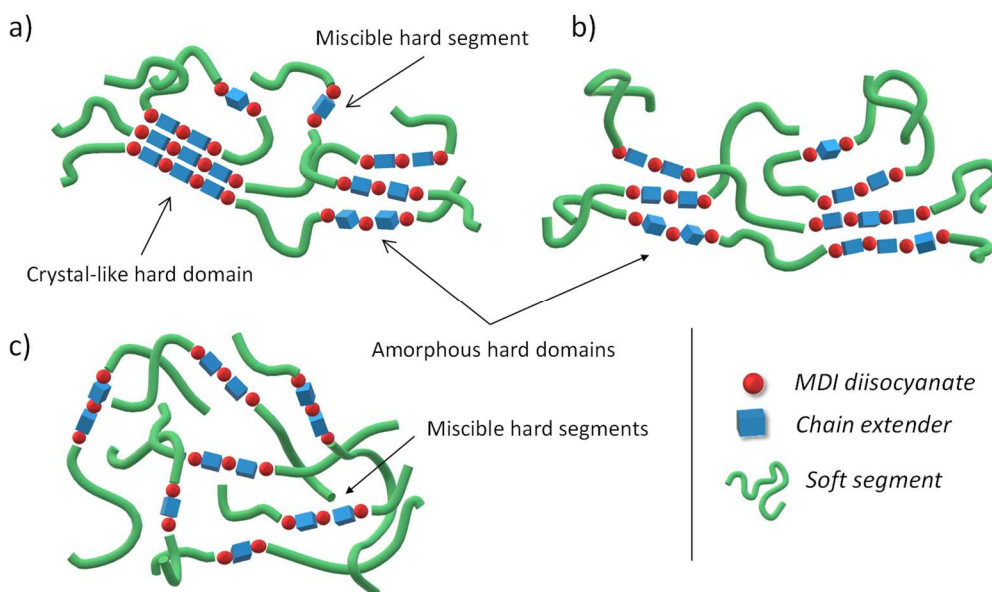 a)
Miscible hard segment
b)
Crystal-like hard domain
Amorphous hard domains
c)
Miscible hard segments
MDI diisocyanate
Chain extender
Soft segment